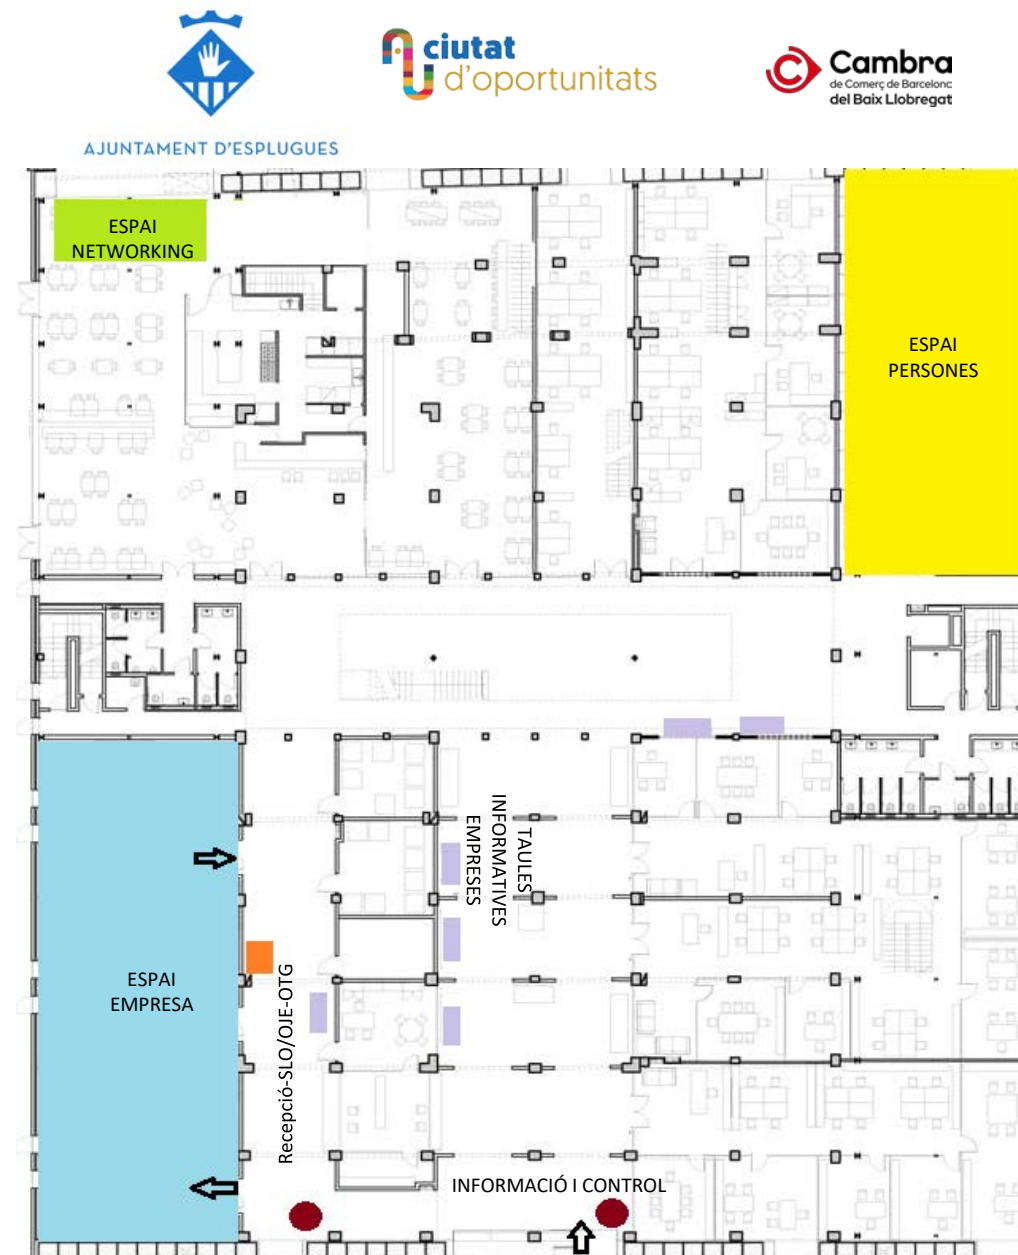 ciutat
d'oportunitats
Cambra
de Comerç de Barcelona
del Baix Llobregat
AJUNTAMENT D'ESPLUGUES
ESPAI
NETWORKING
ESPAI
PERSONES
TAULES
INFORMATIVES
EMPRESES
ESPAI
EMPRESA
Recepció-SLO/OJE-OTG
INFORMACIÓ I CONTROL